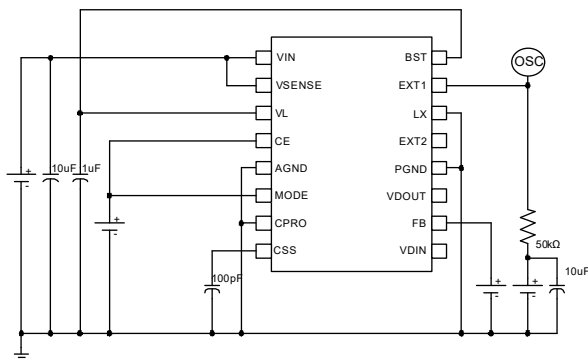 OSC
VIN
BST
VSENSE
EXT1
VL
LX
CE
EXT2
10uF
1uF
AGND
PGND
+
-
MODE
VDOUT
CPRO
FB
+
-
50kΩ
CSS
VDIN
100pF
10uF
+
-
+
-